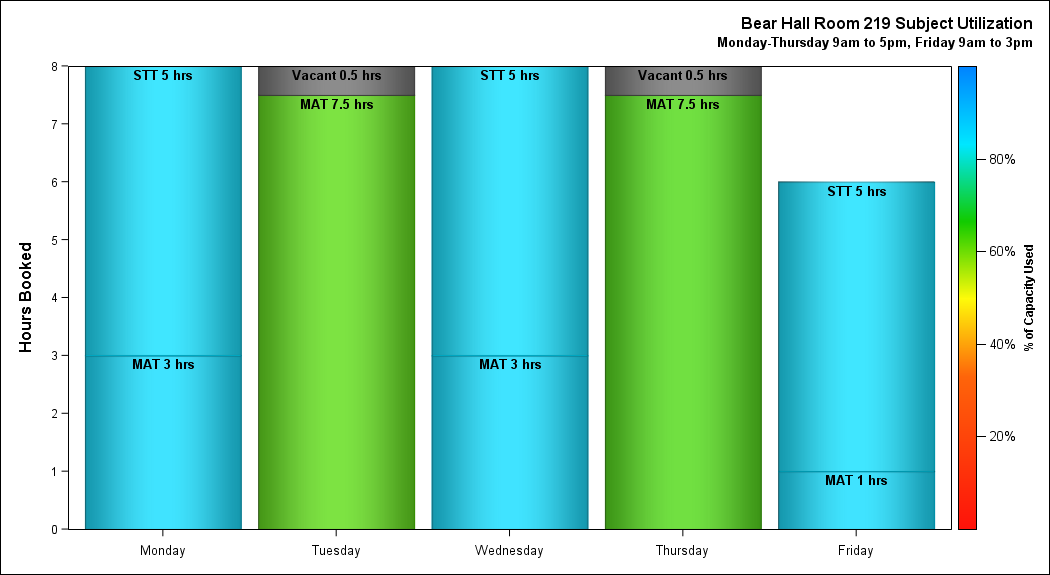 Bear Hall Room 219 Subject Utilization
Monday-Thursday 9am to 5pm, Friday 9am to 3pm
Hours Booked
8
7
6
5
4
3
2
1
0
STT 5 hrs
MAT 3 hrs
Vacant 0.5 hrs
MAT 7.5 hrs
STT 5 hrs
MAT 3 hrs
Vacant 0.5 hrs
MAT 7.5 hrs
STT 5 hrs
MAT 1 hrs
Monday
Tuesday
Wednesday
Thursday
Friday
80%
60%
40%
20%
% of Capacity Used